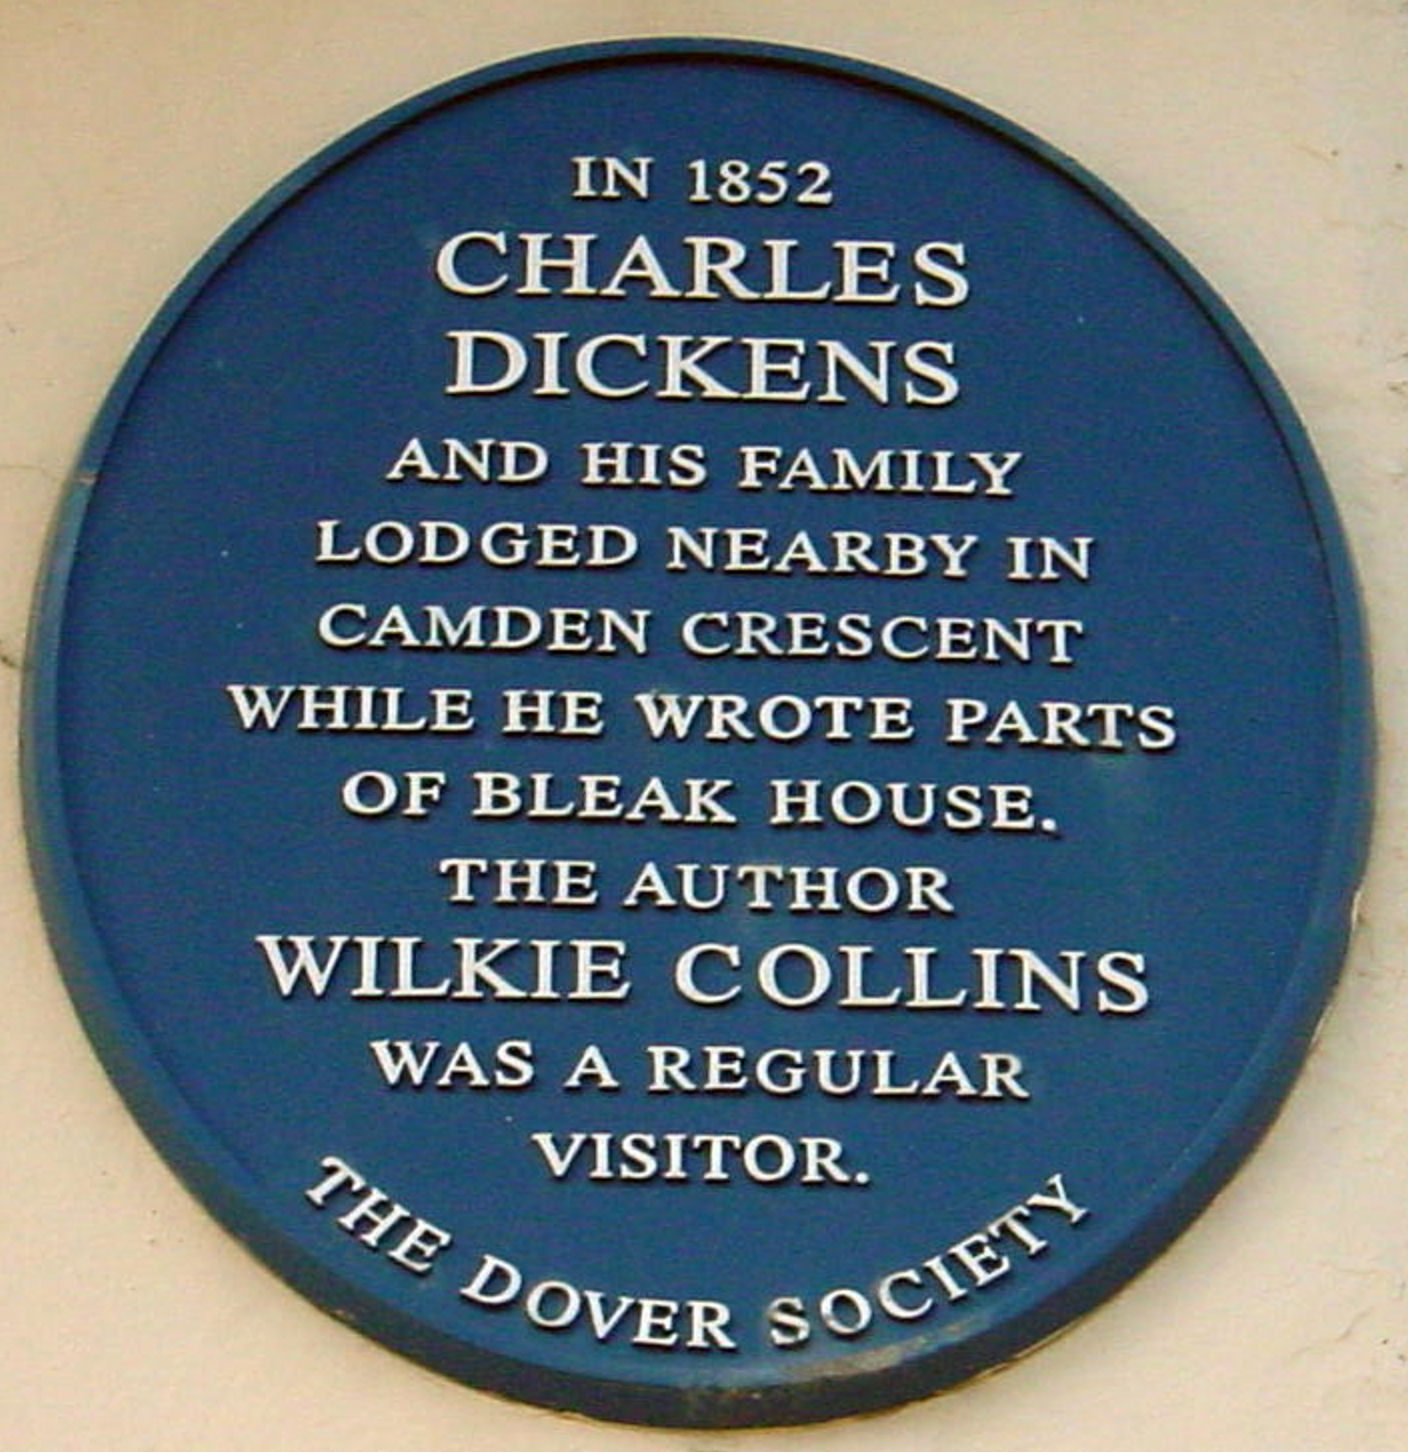 IN 1852
CHARLES
DICKENS
AND HIS FAMILY
LODGED NEARBY IN
CAMDEN CRESCENT
WHILE HE WROTE PARTS
OF BLEAK HOUSE.
THE AUTHOR
WILKIE COLLINS
WAS A REGULAR
VISITOR.
THE DOVER SOCIETY